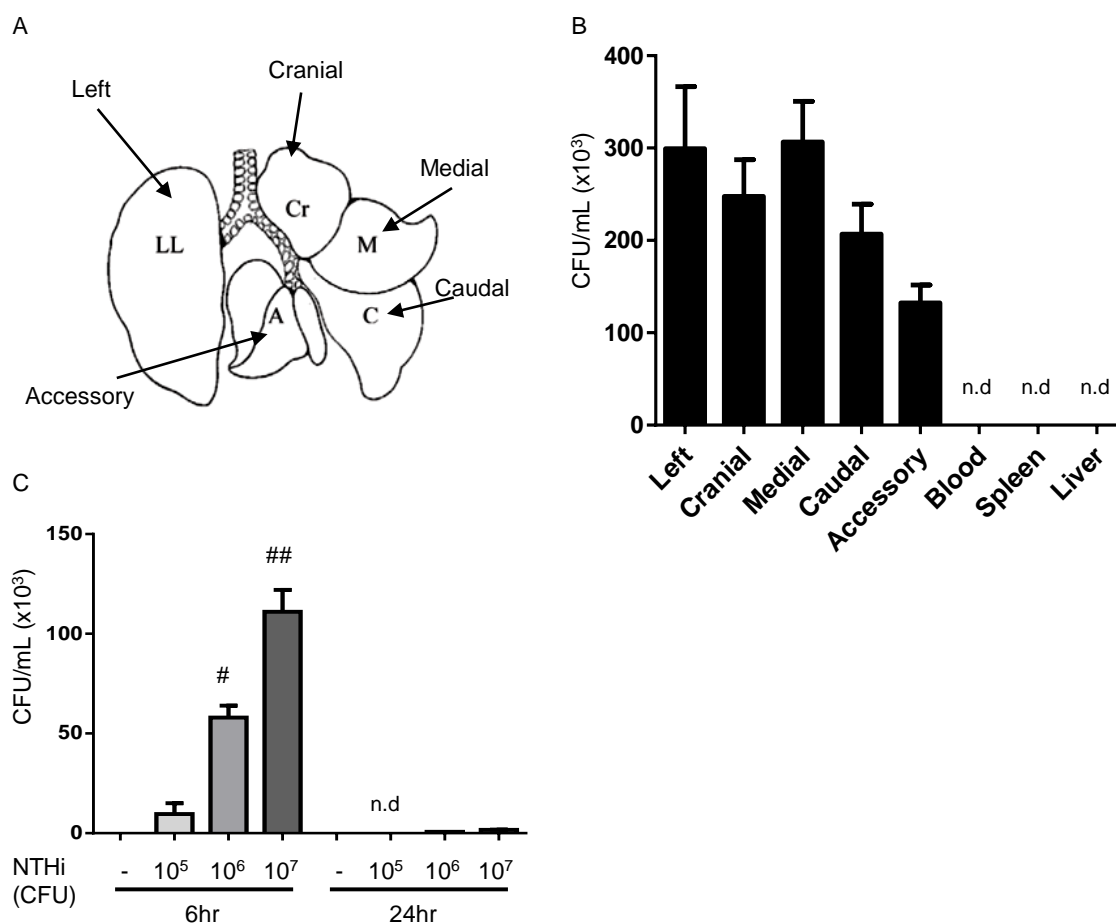 A
Left
Cranial
Medial
Caudal
Accessory
LL
Cr
M
A
C
B
CFU/mL (x10³)
400
300
200
100
0
n.d n.d n.d
Left Cranial Medial Caudal Accessory Blood Spleen Liver
C
CFU/mL (x10³)
150
100
50
0
#
##
n.d
NTHi (CFU) - 10⁵ 10⁶ 10⁷ - 10⁵ 10⁶ 10⁷
6hr 24hr